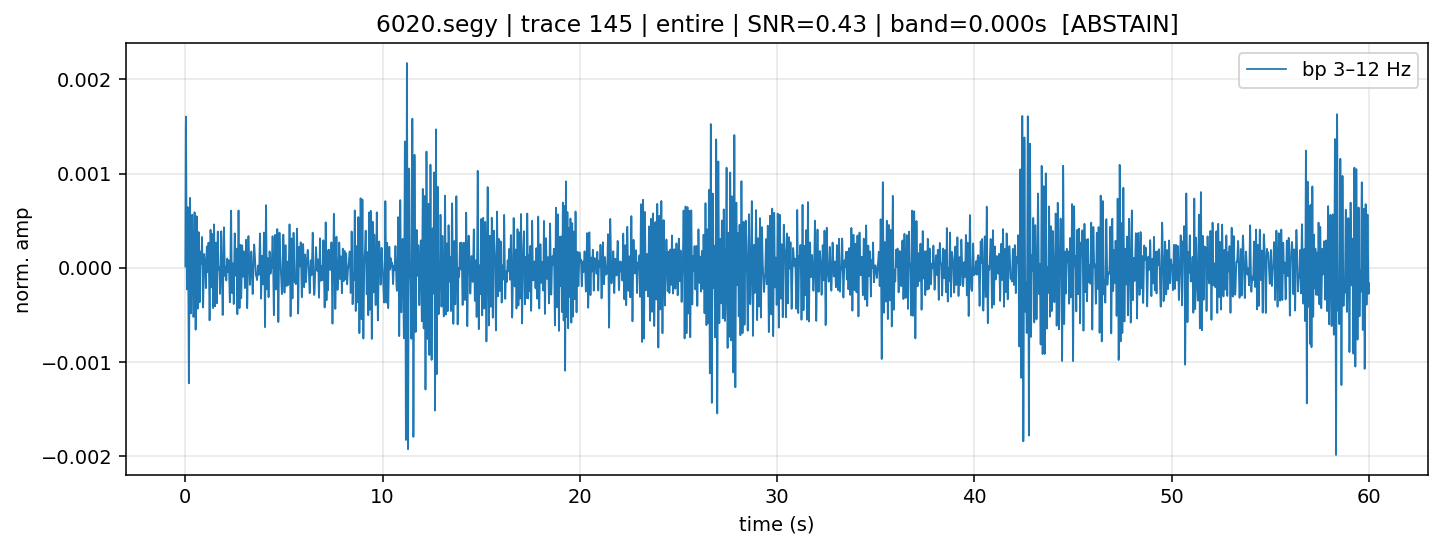 6020.segy | trace 145 | entire | SNR=0.43 | band=0.000s  [ABSTAIN]
bp 3–12 Hz
0.002
0.001
0.000
−0.001
−0.002
norm. amp
0 10 20 30 40 50 60
time (s)